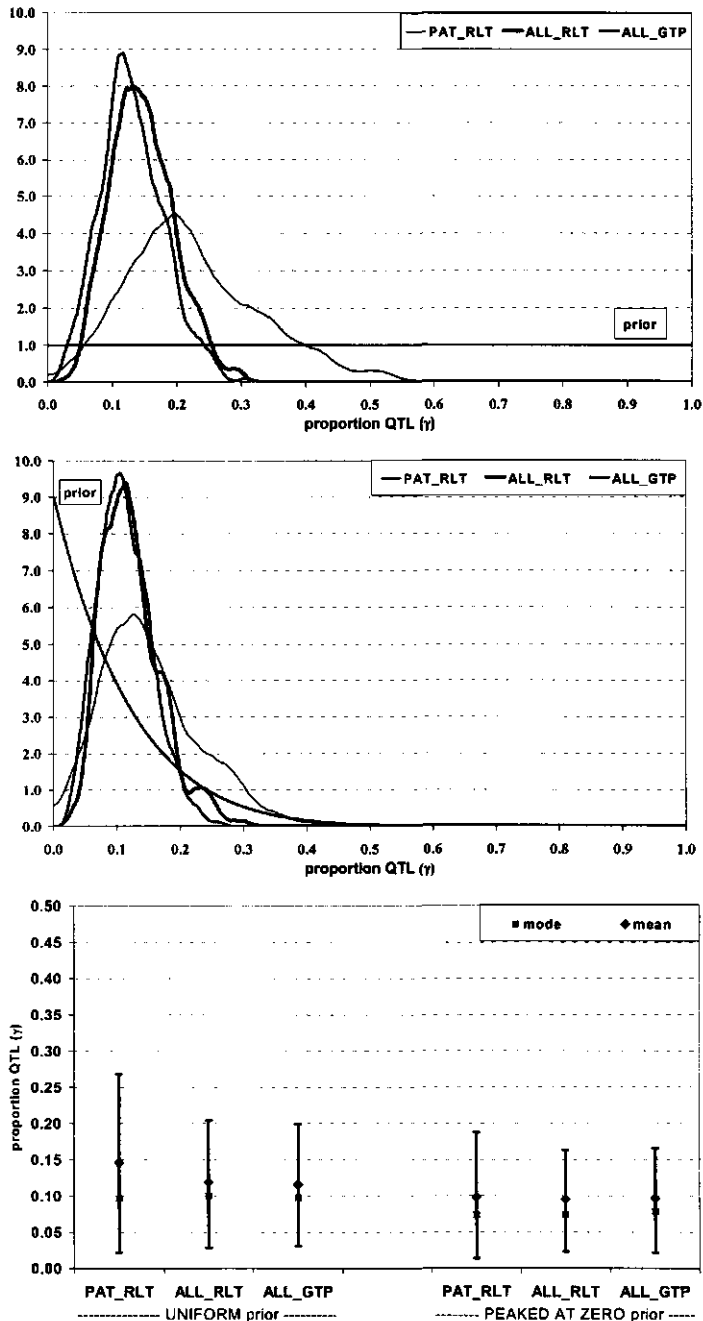 10.0
PAT_RLT ALL_RLT ALL_GTP
9.0
8.0
7.0
6.0
5.0
4.0
3.0
2.0
prior
1.0
0.0
0.0 0.1 0.2 0.3 0.4 0.5 0.6 0.7 0.8 0.9 1.0
proportion QTL (γ)
10.0
PAT_RLT ALL_RLT ALL_GTP
prior
9.0
8.0
7.0
6.0
5.0
4.0
3.0
2.0
1.0
0.0
0.0 0.1 0.2 0.3 0.4 0.5 0.6 0.7 0.8 0.9 1.0
proportion QTL (γ)
0.50
mode mean
0.45
0.40
0.35
0.30
0.25
0.20
0.15
0.10
0.05
0.00
proportion QTL (γ)
PAT_RLT ALL_RLT ALL_GTP PAT_RLT ALL_RLT ALL_GTP
----------- UNIFORM prior ----------- ----------- PEAKED AT ZERO prior -----------